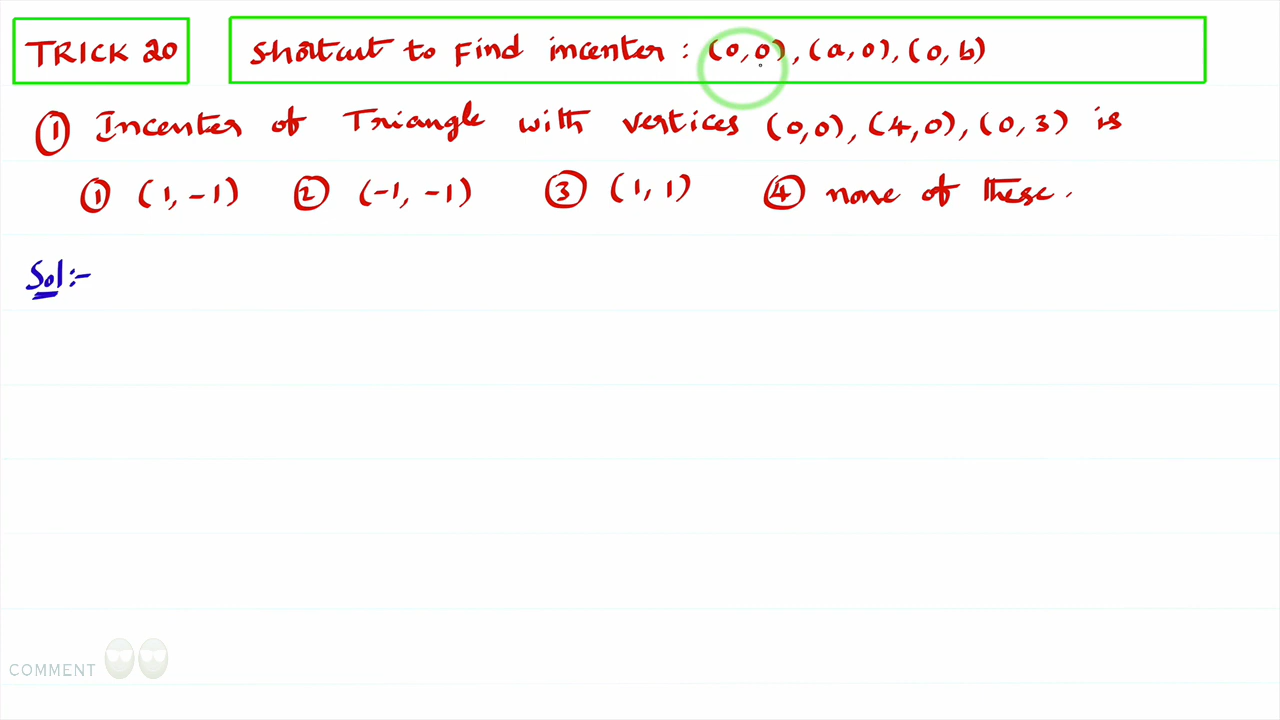 TRICK 20
Shortcut to Find incenter : (0,0), (a,0), (0,b)
① Incenter of Triangle with vertices (0,0), (4,0), (0,3) is
① (1,-1) ② (-1,-1) ③ (1,1) ④ none of these.
Sol:-
COMMENT